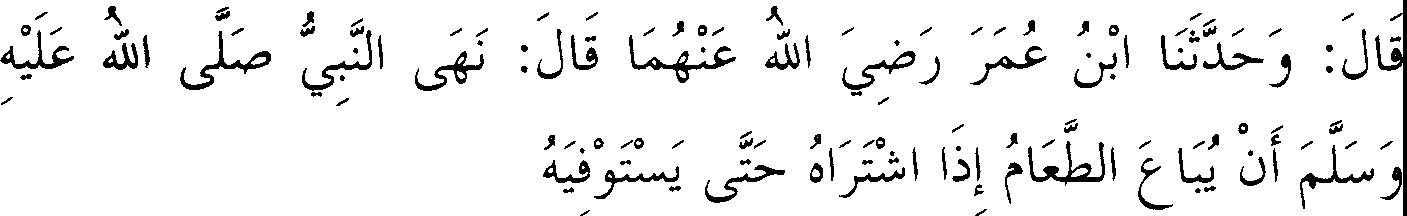 قَالَ: وَحَدَّثَنَا ابْنُ عُمَرَ رَضِيَ اللهُ عَنْهُمَا قَالَ: نَهَى النَّبِيُّ صَلَّى اللهُ عَلَيْهِ
وَسَلَّمَ أَنْ يُبَاعَ الطَّعَامُ إِذَا اشْتَرَاهُ حَتَّى يَسْتَوْفِيَهُ